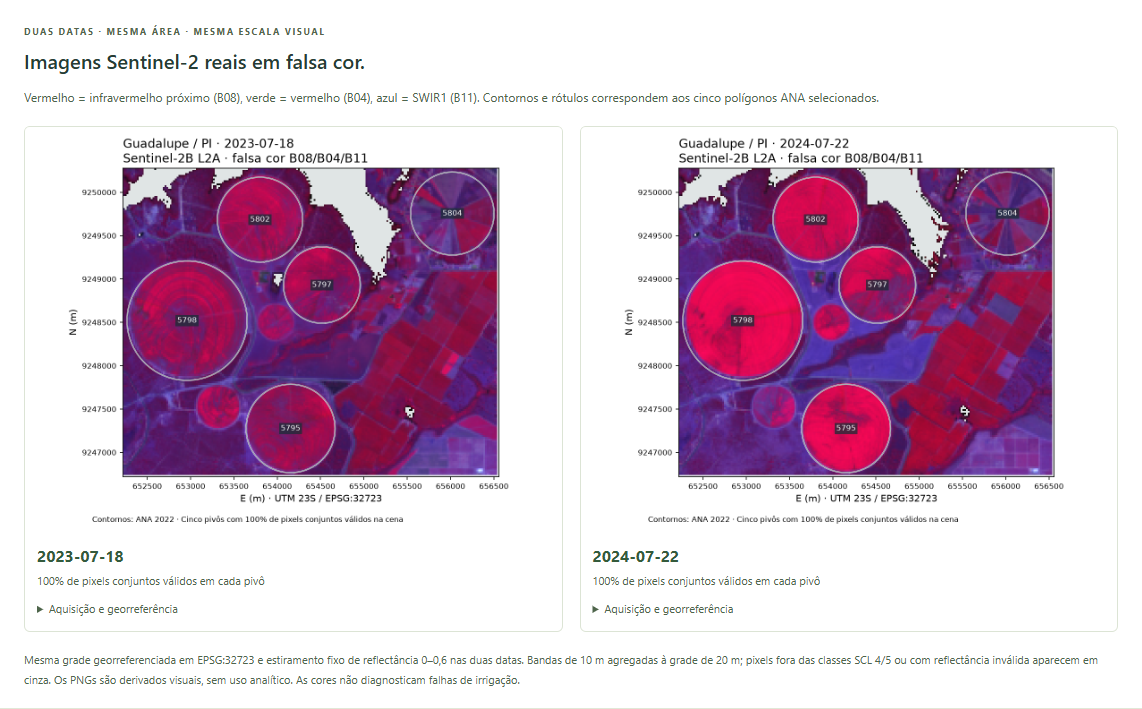 DUAS DATAS · MESMA ÁREA · MESMA ESCALA VISUAL
Imagens Sentinel-2 reais em falsa cor.
Vermelho = infravermelho próximo (B08), verde = vermelho (B04), azul = SWIR1 (B11). Contornos e rótulos correspondem aos cinco polígonos ANA selecionados.
Guadalupe / PI · 2023-07-18
Sentinel-2B L2A · falsa cor B08/B04/B11
N (m)
9250000
9249500
9249000
9248500
9248000
9247500
9247000
5802
5804
5797
5798
5795
652500 653000 653500 654000 654500 655000 655500 656000 656500
E (m) · UTM 23S / EPSG:32723
Contornos: ANA 2022 · Cinco pivôs com 100% de pixels conjuntos válidos na cena
2023-07-18
100% de pixels conjuntos válidos em cada pivô
▶ Aquisição e georreferência
Guadalupe / PI · 2024-07-22
Sentinel-2B L2A · falsa cor B08/B04/B11
N (m)
9250000
9249500
9249000
9248500
9248000
9247500
9247000
5802
5804
5797
5798
5795
652500 653000 653500 654000 654500 655000 655500 656000 656500
E (m) · UTM 23S / EPSG:32723
Contornos: ANA 2022 · Cinco pivôs com 100% de pixels conjuntos válidos na cena
2024-07-22
100% de pixels conjuntos válidos em cada pivô
▶ Aquisição e georreferência
Mesma grade georreferenciada em EPSG:32723 e estiramento fixo de reflectância 0–0,6 nas duas datas. Bandas de 10 m agregadas à grade de 20 m; pixels fora das classes SCL 4/5 ou com reflectância inválida aparecem em
cinza. Os PNGs são derivados visuais, sem uso analítico. As cores não diagnosticam falhas de irrigação.